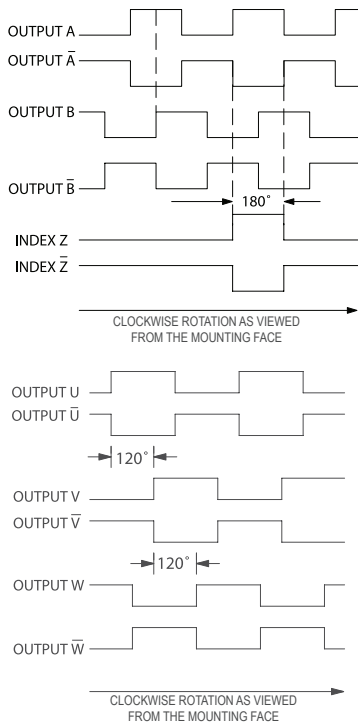 OUTPUT A
OUTPUT A̅
OUTPUT B
OUTPUT B̅
180°
INDEX Z
INDEX Z̅
CLOCKWISE ROTATION AS VIEWED
FROM THE MOUNTING FACE
OUTPUT U
OUTPUT U̅
120°
OUTPUT V
OUTPUT V̅
120°
OUTPUT W
OUTPUT W̅
CLOCKWISE ROTATION AS VIEWED
FROM THE MOUNTING FACE